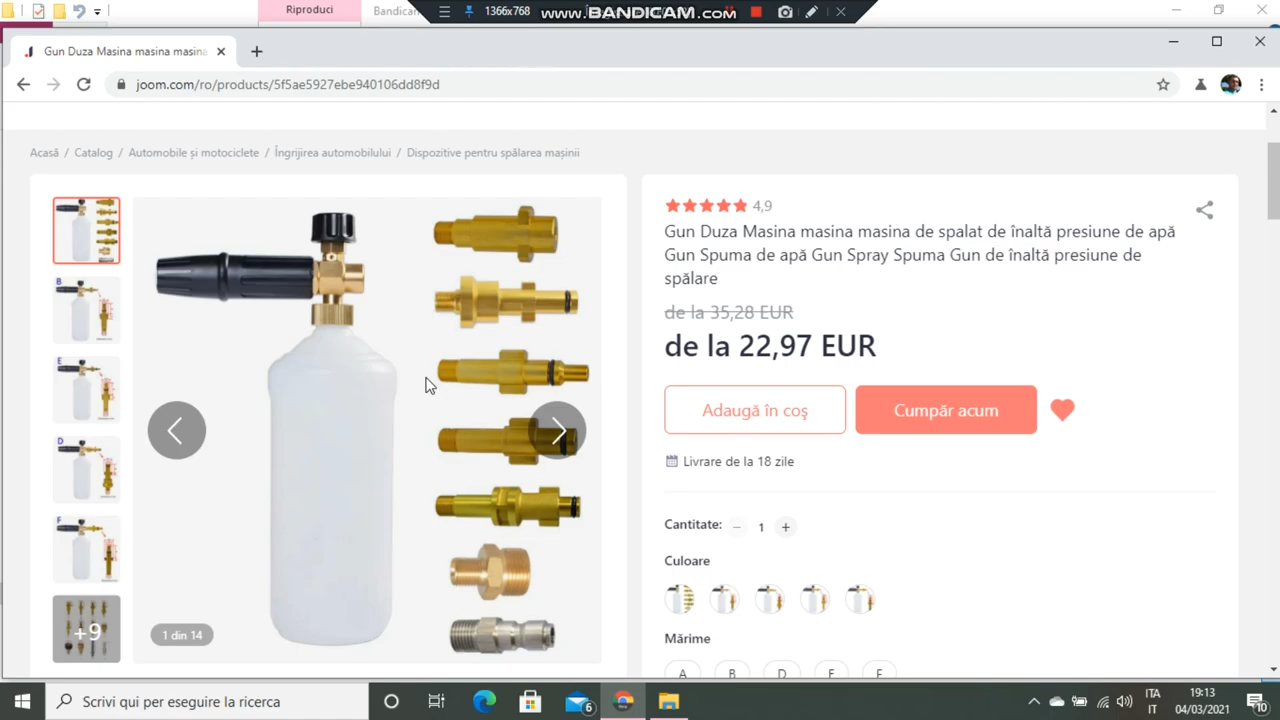 Riproduci
Bandicam
1366x768
www.BANDICAM.com
Gun Duza Masina masina masina
joom.com/ro/products/5f5ae5927ebe940106dd8f9d
Acasă / Catalog / Automobile și motociclete / Îngrijirea automobilului / Dispozitive pentru spălarea mașinii
B
E
D
F
+9
1 din 14
4,9
Gun Duza Masina masina masina de spalat de înaltă presiune de apă
Gun Spuma de apă Gun Spray Spuma Gun de înaltă presiune de
spălare
de la 35,28 EUR
de la 22,97 EUR
Adaugă în coş
Cumpăr acum
Livrare de la 18 zile
Cantitate: − 1 +
Culoare
Mărime
A B D E F
Scrivi qui per eseguire la ricerca
6
ITA
IT
19:13
04/03/2021
10